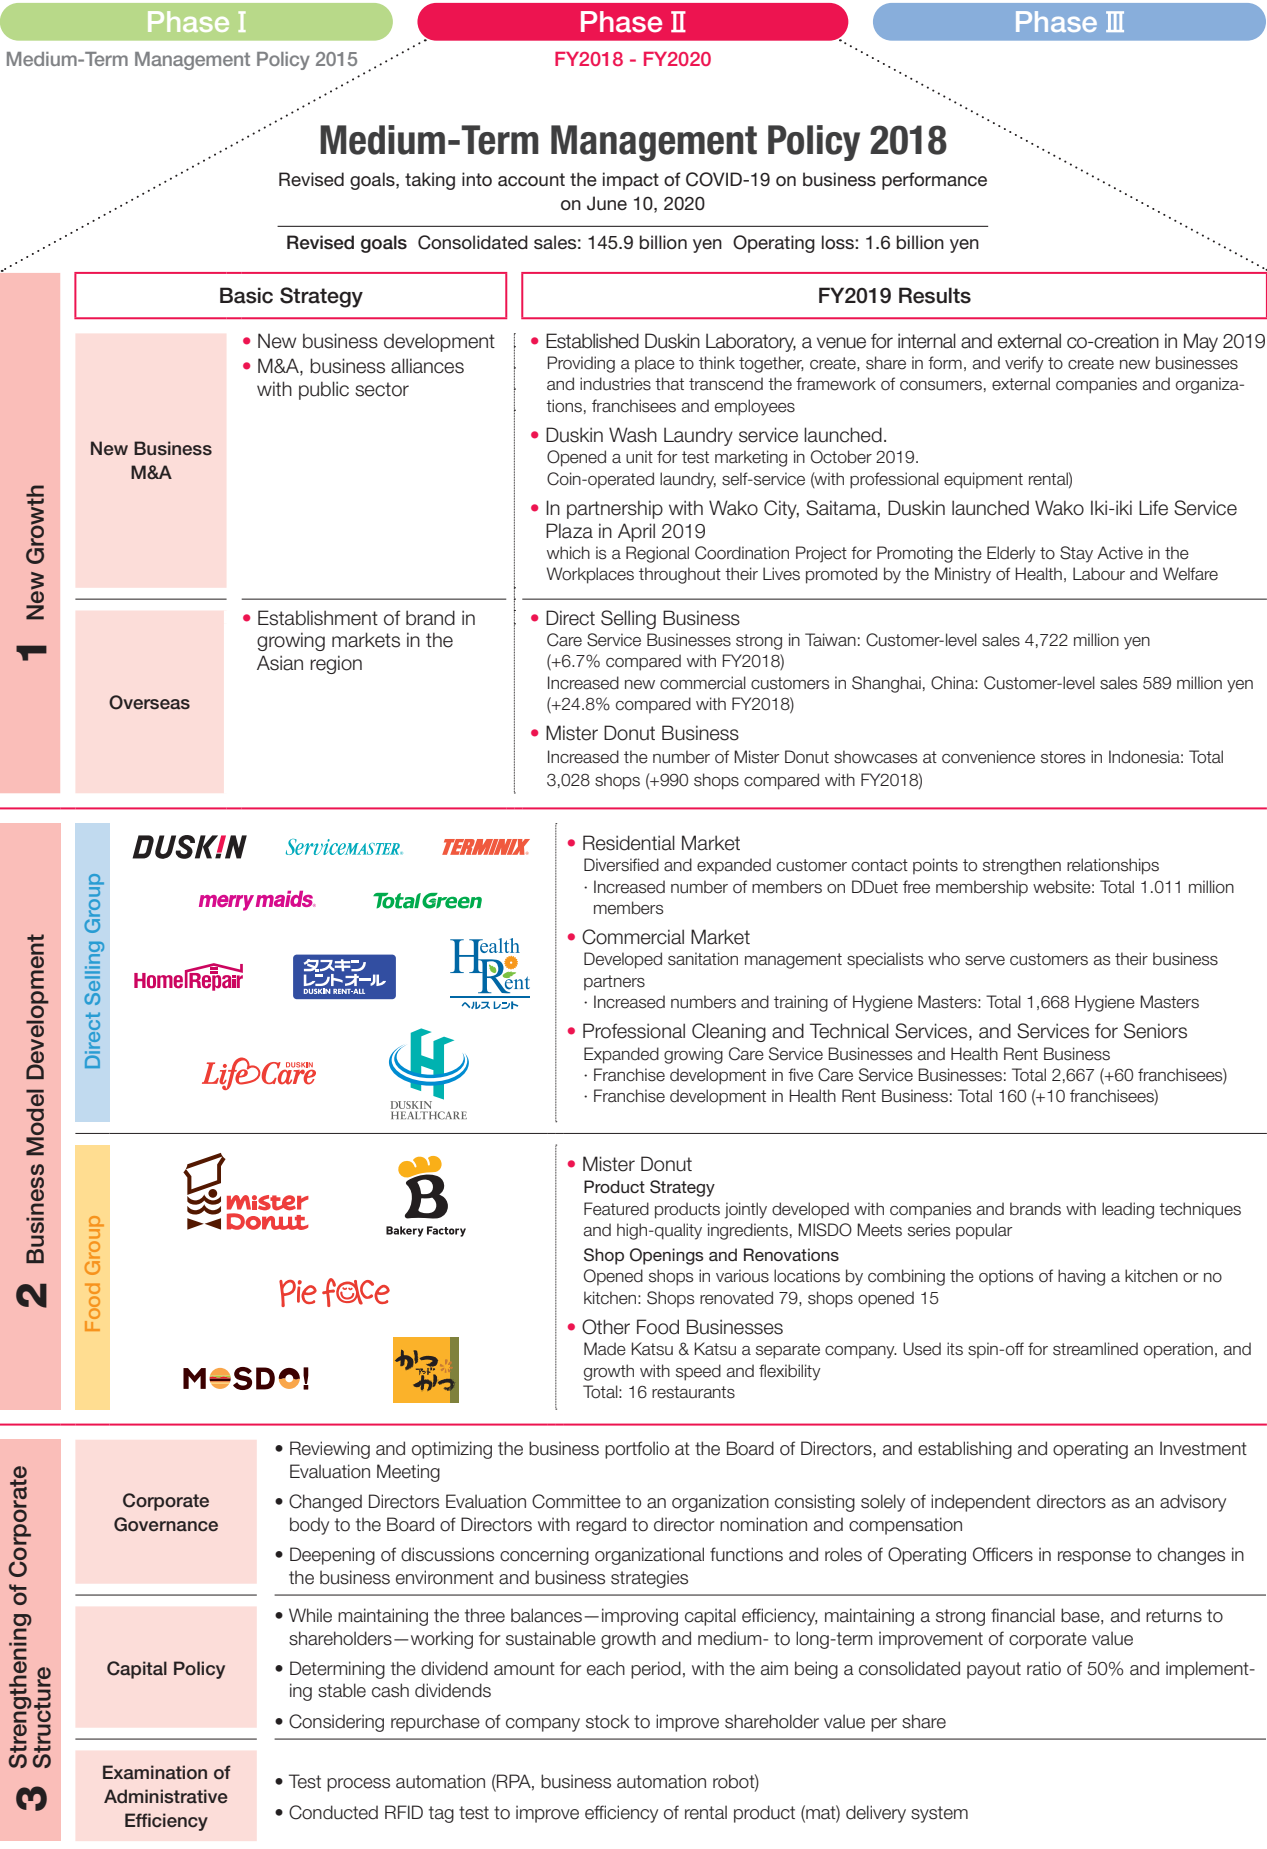 Phase Ⅰ
Phase Ⅱ
Phase Ⅲ
Medium-Term Management Policy 2015
FY2018 - FY2020
Medium-Term Management Policy 2018
Revised goals, taking into account the impact of COVID-19 on business performance
on June 10, 2020
Revised goals Consolidated sales: 145.9 billion yen Operating loss: 1.6 billion yen
1 New Growth
Basic Strategy
FY2019 Results
New Business
M&A
• New business development
• M&A, business alliances
with public sector
• Established Duskin Laboratory, a venue for internal and external co-creation in May 2019
Providing a place to think together, create, share in form, and verify to create new businesses
and industries that transcend the framework of consumers, external companies and organiza-
tions, franchisees and employees
• Duskin Wash Laundry service launched.
Opened a unit for test marketing in October 2019.
Coin-operated laundry, self-service (with professional equipment rental)
• In partnership with Wako City, Saitama, Duskin launched Wako Iki-iki Life Service
Plaza in April 2019
which is a Regional Coordination Project for Promoting the Elderly to Stay Active in the
Workplaces throughout their Lives promoted by the Ministry of Health, Labour and Welfare
Overseas
• Establishment of brand in
growing markets in the
Asian region
• Direct Selling Business
Care Service Businesses strong in Taiwan: Customer-level sales 4,722 million yen
(+6.7% compared with FY2018)
Increased new commercial customers in Shanghai, China: Customer-level sales 589 million yen
(+24.8% compared with FY2018)
• Mister Donut Business
Increased the number of Mister Donut showcases at convenience stores in Indonesia: Total
3,028 shops (+990 shops compared with FY2018)
2 Business Model Development
Direct Selling Group
DUSK!N
ServiceMASTER.
TERMINIX.
merry maids.
Total Green
Home Repair
ダスキン
レントオール
DUSKIN RENT-ALL
Health
Rent
ヘルスレント
Life Care
DUSKIN
DUSKIN
HEALTHCARE
• Residential Market
Diversified and expanded customer contact points to strengthen relationships
· Increased number of members on DDuet free membership website: Total 1.011 million
members
• Commercial Market
Developed sanitation management specialists who serve customers as their business
partners
· Increased numbers and training of Hygiene Masters: Total 1,668 Hygiene Masters
• Professional Cleaning and Technical Services, and Services for Seniors
Expanded growing Care Service Businesses and Health Rent Business
· Franchise development in five Care Service Businesses: Total 2,667 (+60 franchisees)
· Franchise development in Health Rent Business: Total 160 (+10 franchisees)
Food Group
mister
Donut
B
Bakery Factory
Pie face
MOSDO!
かつ
アンド
かつ
• Mister Donut
Product Strategy
Featured products jointly developed with companies and brands with leading techniques
and high-quality ingredients, MISDO Meets series popular
Shop Openings and Renovations
Opened shops in various locations by combining the options of having a kitchen or no
kitchen: Shops renovated 79, shops opened 15
• Other Food Businesses
Made Katsu & Katsu a separate company. Used its spin-off for streamlined operation, and
growth with speed and flexibility
Total: 16 restaurants
3 Strengthening of Corporate
Structure
Corporate
Governance
• Reviewing and optimizing the business portfolio at the Board of Directors, and establishing and operating an Investment
Evaluation Meeting
• Changed Directors Evaluation Committee to an organization consisting solely of independent directors as an advisory
body to the Board of Directors with regard to director nomination and compensation
• Deepening of discussions concerning organizational functions and roles of Operating Officers in response to changes in
the business environment and business strategies
Capital Policy
• While maintaining the three balances—improving capital efficiency, maintaining a strong financial base, and returns to
shareholders—working for sustainable growth and medium- to long-term improvement of corporate value
• Determining the dividend amount for each period, with the aim being a consolidated payout ratio of 50% and implement-
ing stable cash dividends
• Considering repurchase of company stock to improve shareholder value per share
Examination of
Administrative
Efficiency
• Test process automation (RPA, business automation robot)
• Conducted RFID tag test to improve efficiency of rental product (mat) delivery system